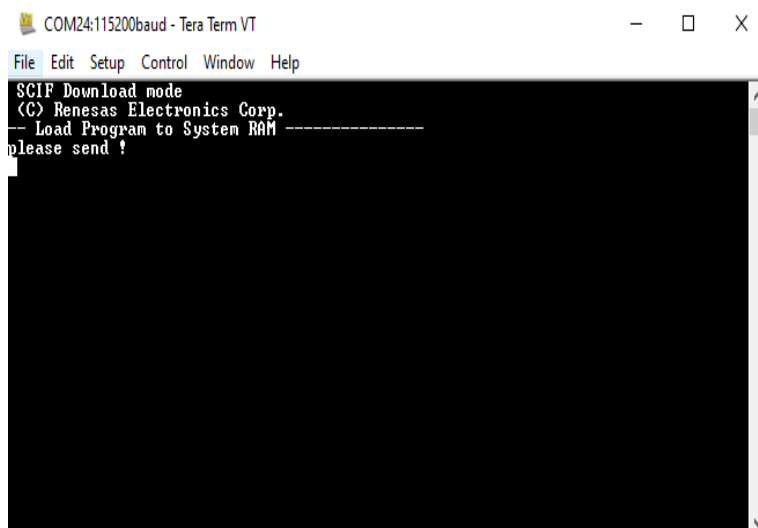 COM24:115200baud - Tera Term VT
File Edit Setup Control Window Help
SCIF Download mode
(C) Renesas Electronics Corp.
-- Load Program to System RAM ---------------
please send !